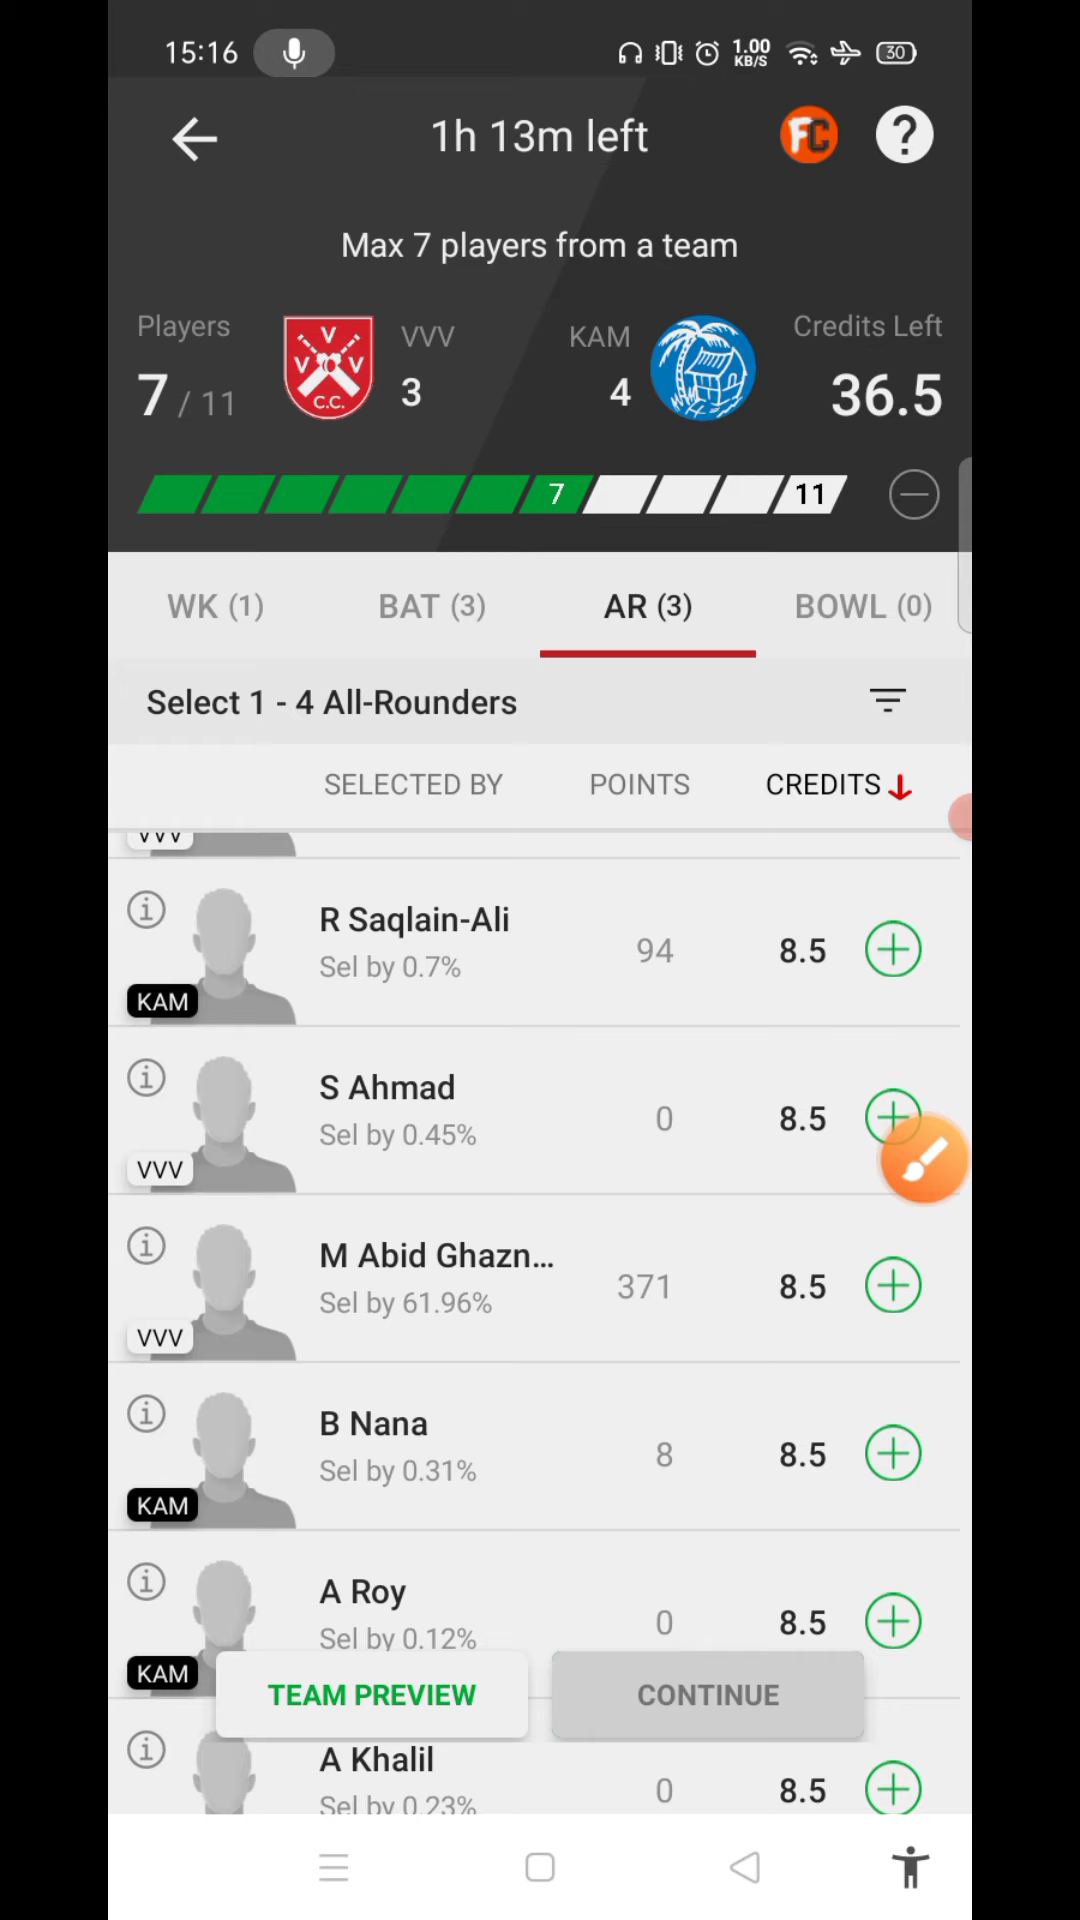 15:16
1.00
KB/S
30
1h 13m left
FC
?
Max 7 players from a team
Players
VVV
KAM
Credits Left
7 / 11
3
4
36.5
V
V V
C.C.
7
11
WK (1)
BAT (3)
AR (3)
BOWL (0)
Select 1 - 4 All-Rounders
SELECTED BY
POINTS
CREDITS
VVV
R Saqlain-Ali
Sel by 0.7%
94
8.5
KAM
S Ahmad
Sel by 0.45%
0
8.5
VVV
M Abid Ghazn...
Sel by 61.96%
371
8.5
VVV
B Nana
Sel by 0.31%
8
8.5
KAM
A Roy
Sel by 0.12%
0
8.5
KAM
TEAM PREVIEW
CONTINUE
A Khalil
Sel by 0.23%
0
8.5